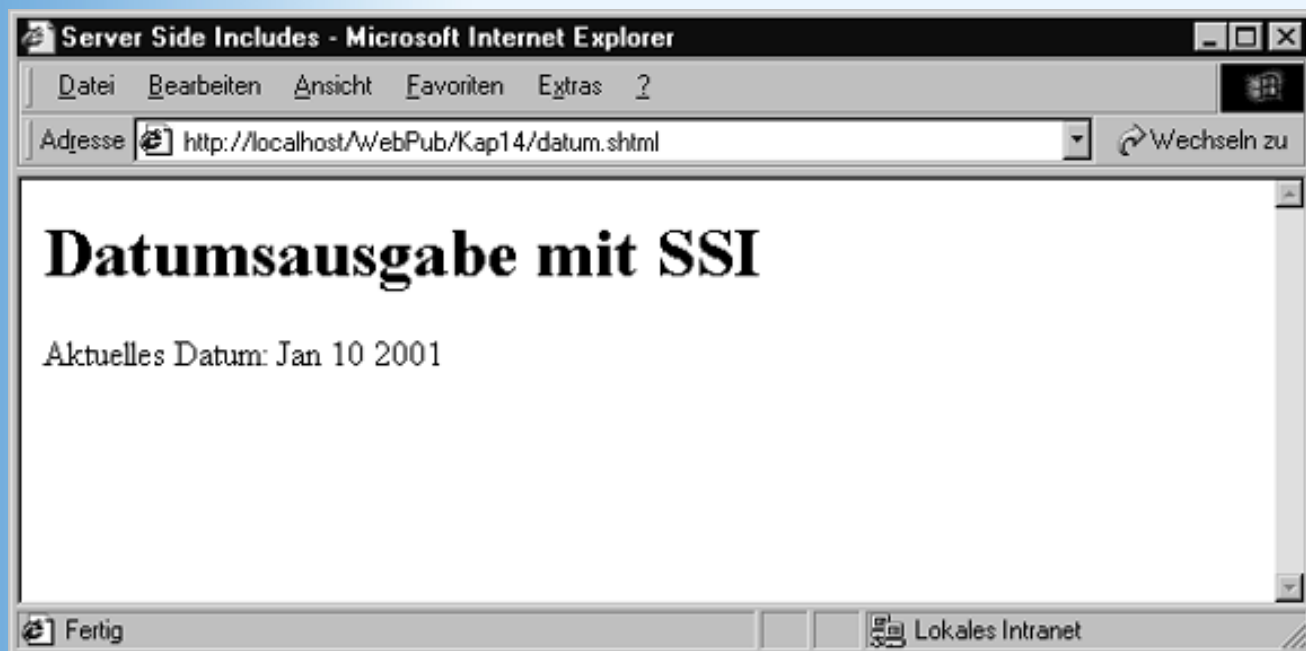 Server Side Includes - Microsoft Internet Explorer
Datei Bearbeiten Ansicht Favoriten Extras ?
Adresse http://localhost/WebPub/Kap14/datum.shtml Wechseln zu
Datumsausgabe mit SSI
Aktuelles Datum: Jan 10 2001
Fertig Lokales Intranet